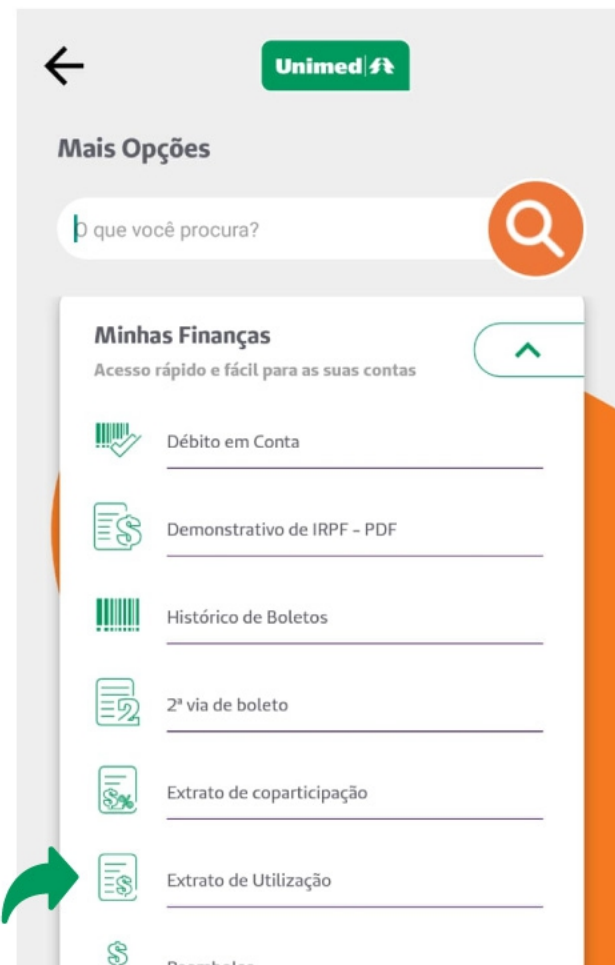 Unimed
Mais Opções
O que você procura?
Minhas Finanças
Acesso rápido e fácil para as suas contas
Débito em Conta
Demonstrativo de IRPF - PDF
Histórico de Boletos
2ª via de boleto
Extrato de coparticipação
Extrato de Utilização